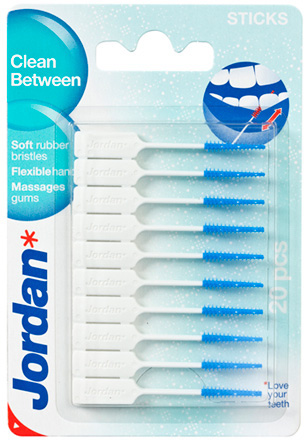 STICKS
Clean
Between
Soft rubber
bristles
Flexible hand
Massages
gums
Jordan*
20 pcs
*Love
your
teeth